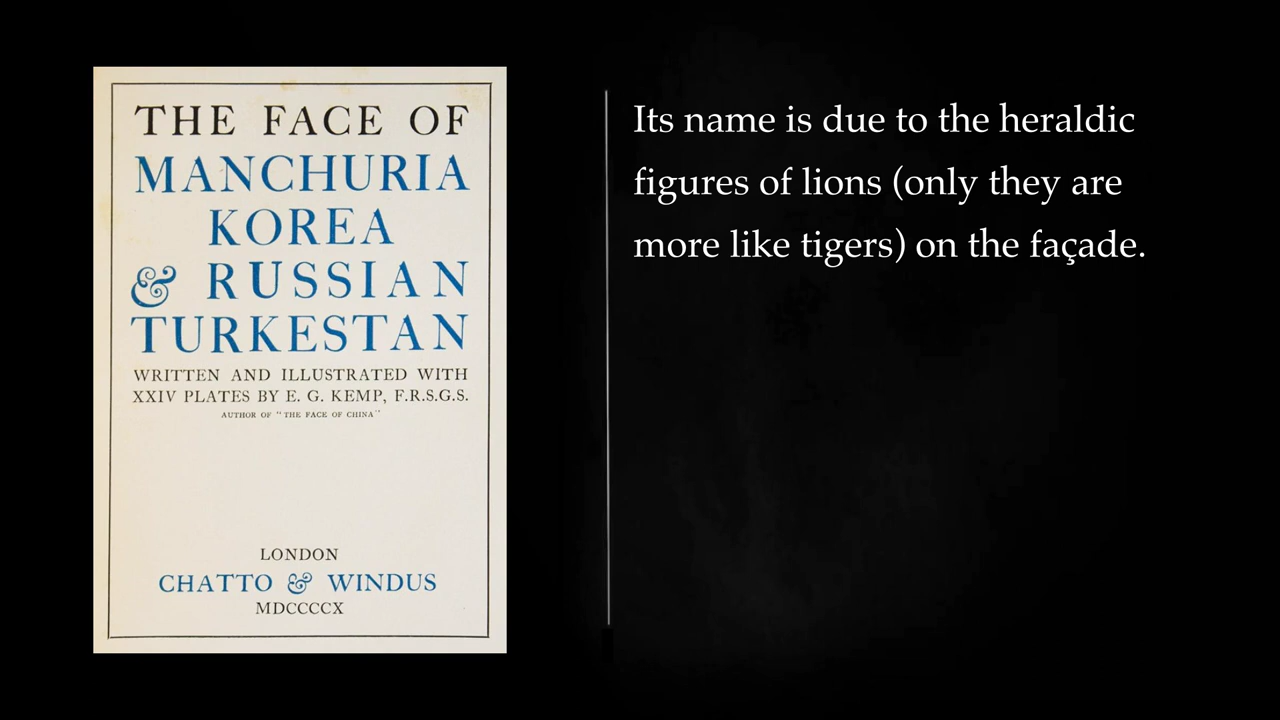 THE FACE OF
MANCHURIA
KOREA
& RUSSIAN
TURKESTAN
WRITTEN AND ILLUSTRATED WITH
XXIV PLATES BY E. G. KEMP, F.R.S.G.S.
AUTHOR OF "THE FACE OF CHINA"
LONDON
CHATTO & WINDUS
MDCCCCX
Its name is due to the heraldic
figures of lions (only they are
more like tigers) on the façade.